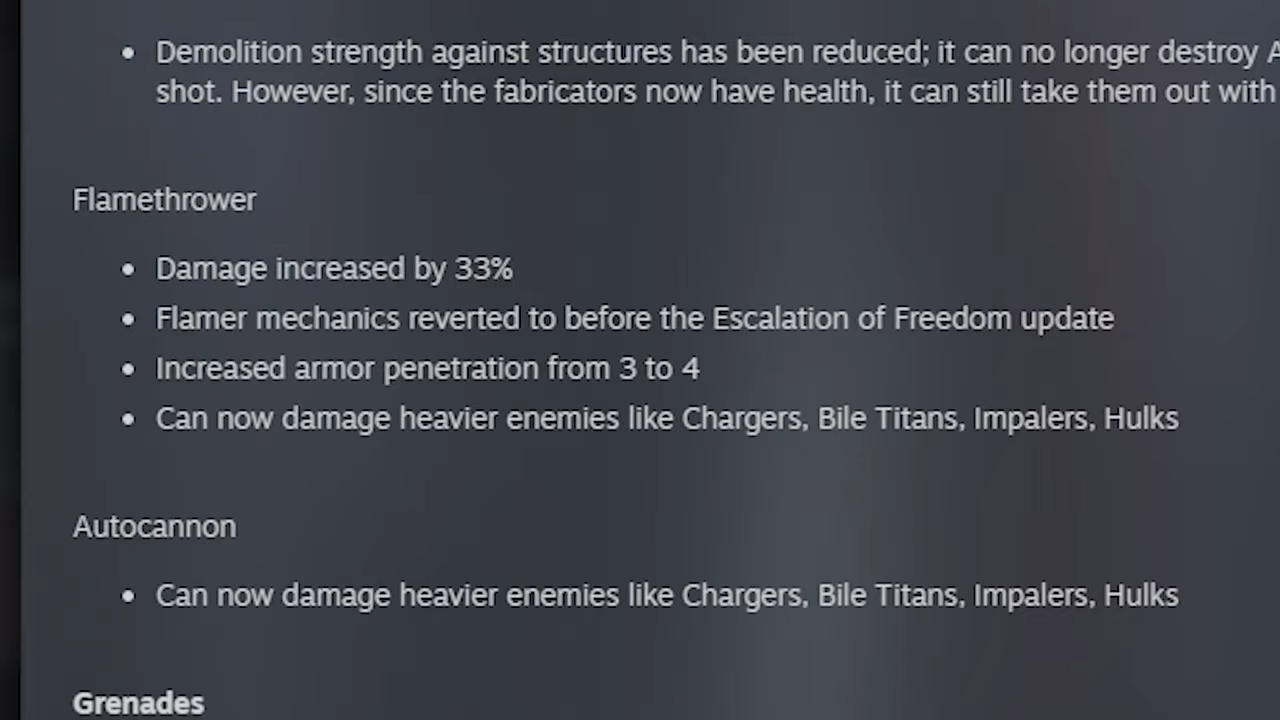 Demolition strength against structures has been reduced; it can no longer destroy
shot. However, since the fabricators now have health, it can still take them out with
Flamethrower
Damage increased by 33%
Flamer mechanics reverted to before the Escalation of Freedom update
Increased armor penetration from 3 to 4
Can now damage heavier enemies like Chargers, Bile Titans, Impalers, Hulks
Autocannon
Can now damage heavier enemies like Chargers, Bile Titans, Impalers, Hulks
Grenades